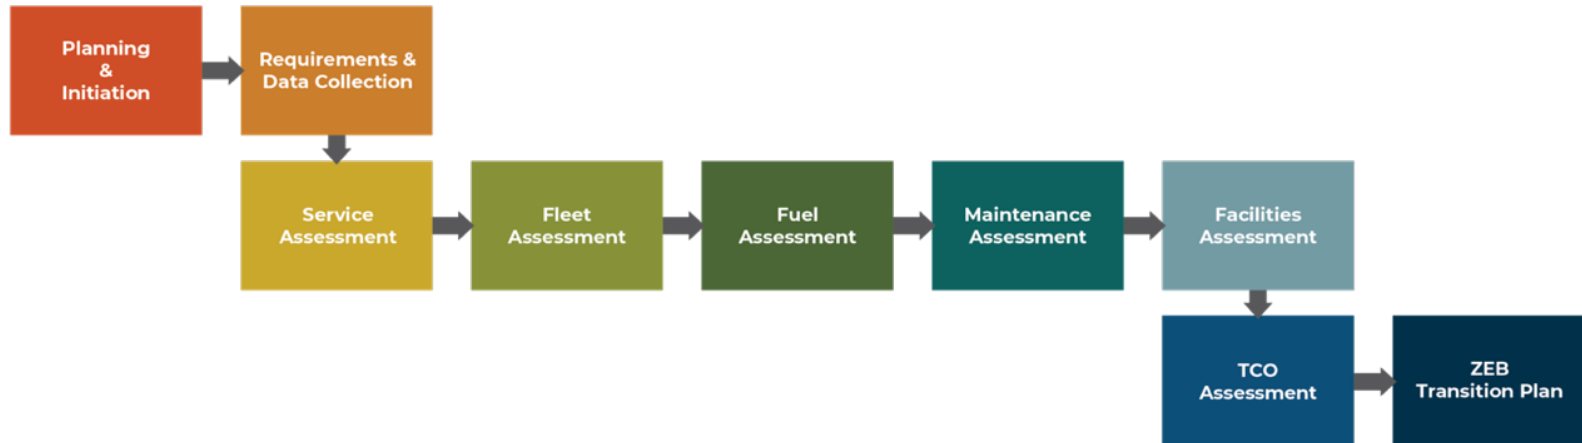 Planning
&
Initiation
Requirements &
Data Collection
Service
Assessment
Fleet
Assessment
Fuel
Assessment
Maintenance
Assessment
Facilities
Assessment
TCO
Assessment
ZEB
Transition Plan